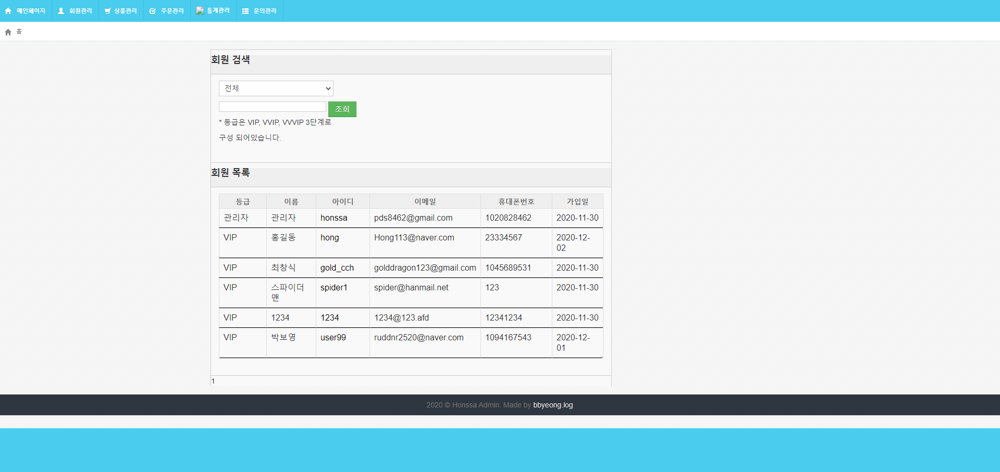 메인페이지 회원관리 상품관리 주문관리 통계관리 문의관리
홈
회원 검색
전체
조회
* 등급은 VIP, VVIP, VVVIP 3단계로
구성 되어있습니다.
회원 목록
등급 이름 아이디 이메일 휴대폰번호 가입일
관리자 관리자 honssa pds8462@gmail.com 1020828462 2020-11-30
VIP 홍길동 hong Hong113@naver.com 23334567 2020-12-
02
VIP 최창식 gold_cch golddragon123@gmail.com 1045689531 2020-11-30
VIP 스파이더 spider1 spider@hanmail.net 123 2020-11-30
맨
VIP 1234 1234 1234@123.afd 12341234 2020-11-30
VIP 박보영 user99 ruddnr2520@naver.com 1094167543 2020-12-
01
1
2020 © Honssa Admin. Made by bbyeong.log